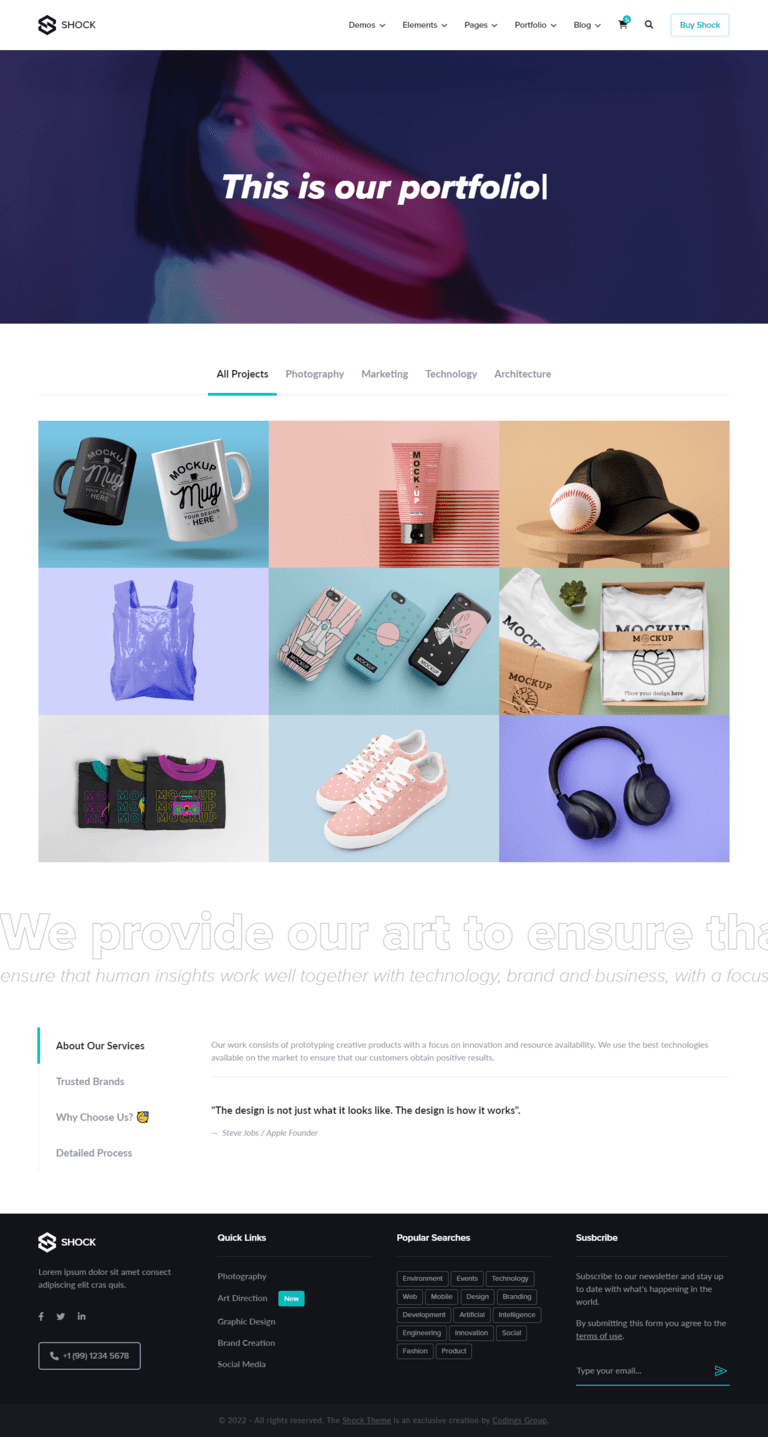 SHOCK
Demos Elements Pages Portfolio Blog 5 Buy Shock
This is our portfolio
All Projects Photography Marketing Technology Architecture
MOCKUP
Mug
YOUR DESIGN
HERE
MOCKUP
Mug
YOUR DESIGN
HERE
MOCK-UP
MOCKUP
MOCKUP
MOCKUP
MOCKUP
MOCKUP
MOCKUP
MOCKUP
Place your design here
MOCKUP
MOCKUP
MOCKUP
We provide our art to ensure tha
ensure that human insights work well together with technology, brand and business, with a focus
About Our Services
Trusted Brands
Why Choose Us? 🥳
Detailed Process
Our work consists of prototyping creative products with a focus on innovation and resource availability. We use the best technologies
available on the market to ensure that our customers obtain positive results.
"The design is not just what it looks like. The design is how it works".
— Steve Jobs / Apple Founder
SHOCK
Lorem ipsum dolor sit amet consect
adipiscing elit cras quis.
+1 (99) 1234 5678
Quick Links
Photography
Art Direction New
Graphic Design
Brand Creation
Social Media
Popular Searches
Environment Events Technology
Web Mobile Design Branding
Development Artificial Intelligence
Engineering Innovation Social
Fashion Product
Susbcribe
Subscribe to our newsletter and stay up
to date with what's happening in the
world.
By submitting this form you agree to the
terms of use.
Type your email...
© 2022 - All rights reserved. The Shock Theme is an exclusive creation by Codings Group.